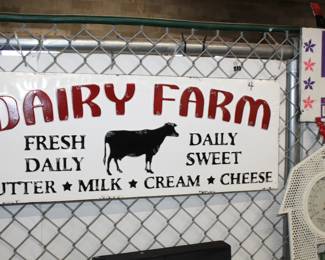 DAIRY FARM
FRESH DAILY
DAILY SWEET
UTTER ★ MILK ★ CREAM ★ CHEESE